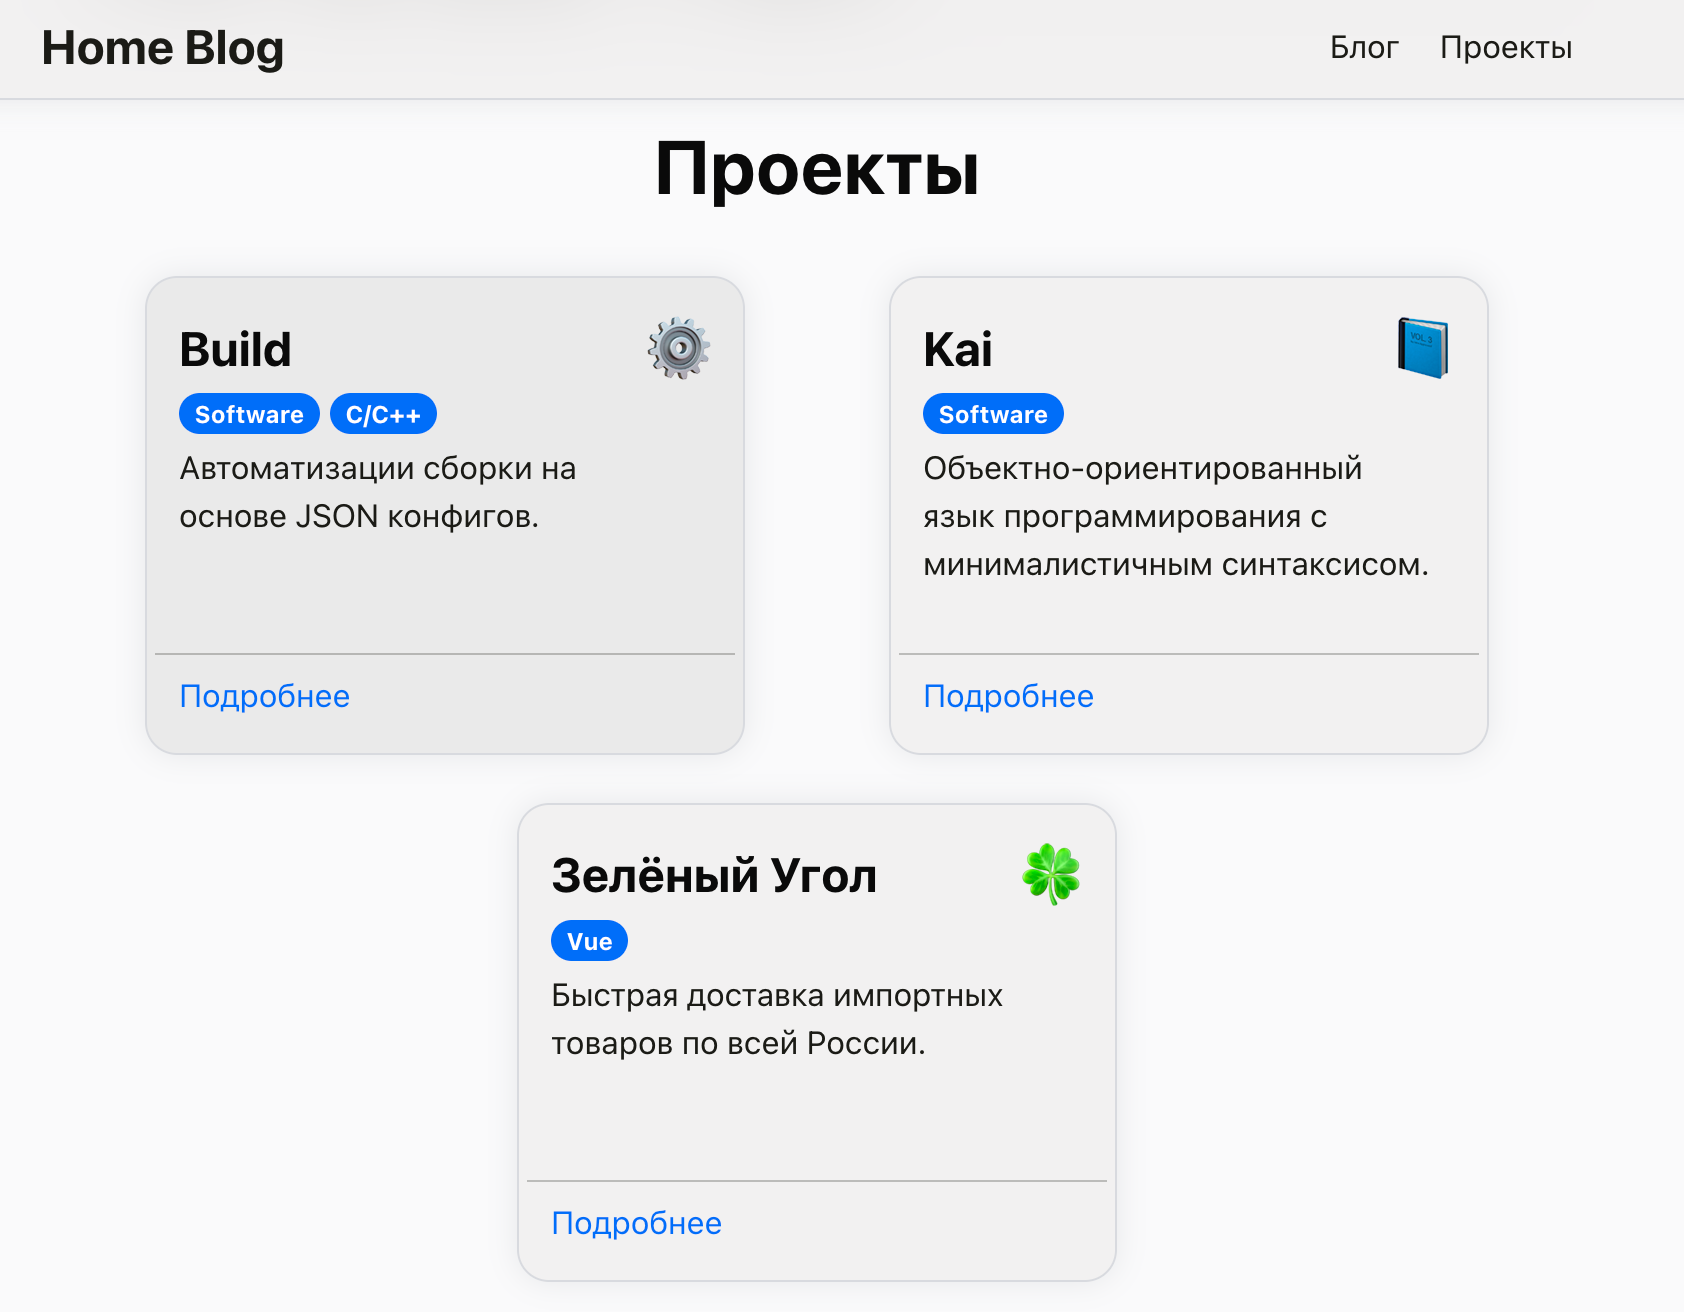 Home Blog
Блог Проекты
Проекты
Build
Software C/C++
Автоматизации сборки на
основе JSON конфигов.
Подробнее
Kai
VOL.3
Software
Объектно-ориентированный
язык программирования с
минималистичным синтаксисом.
Подробнее
Зелёный Угол
Vue
Быстрая доставка импортных
товаров по всей России.
Подробнее